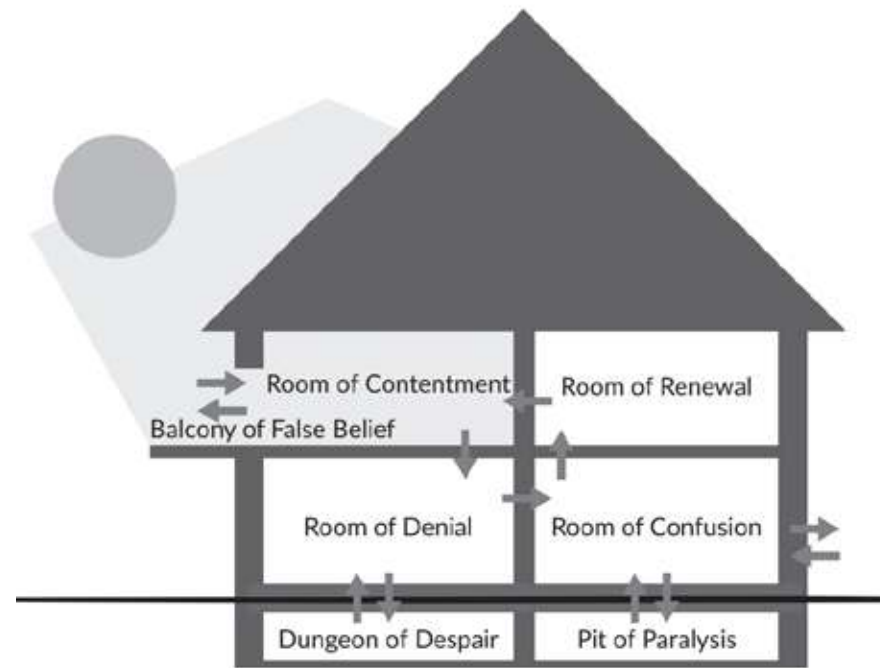 Room of Contentment
Room of Renewal
Balcony of False Belief
Room of Denial
Room of Confusion
Dungeon of Despair
Pit of Paralysis